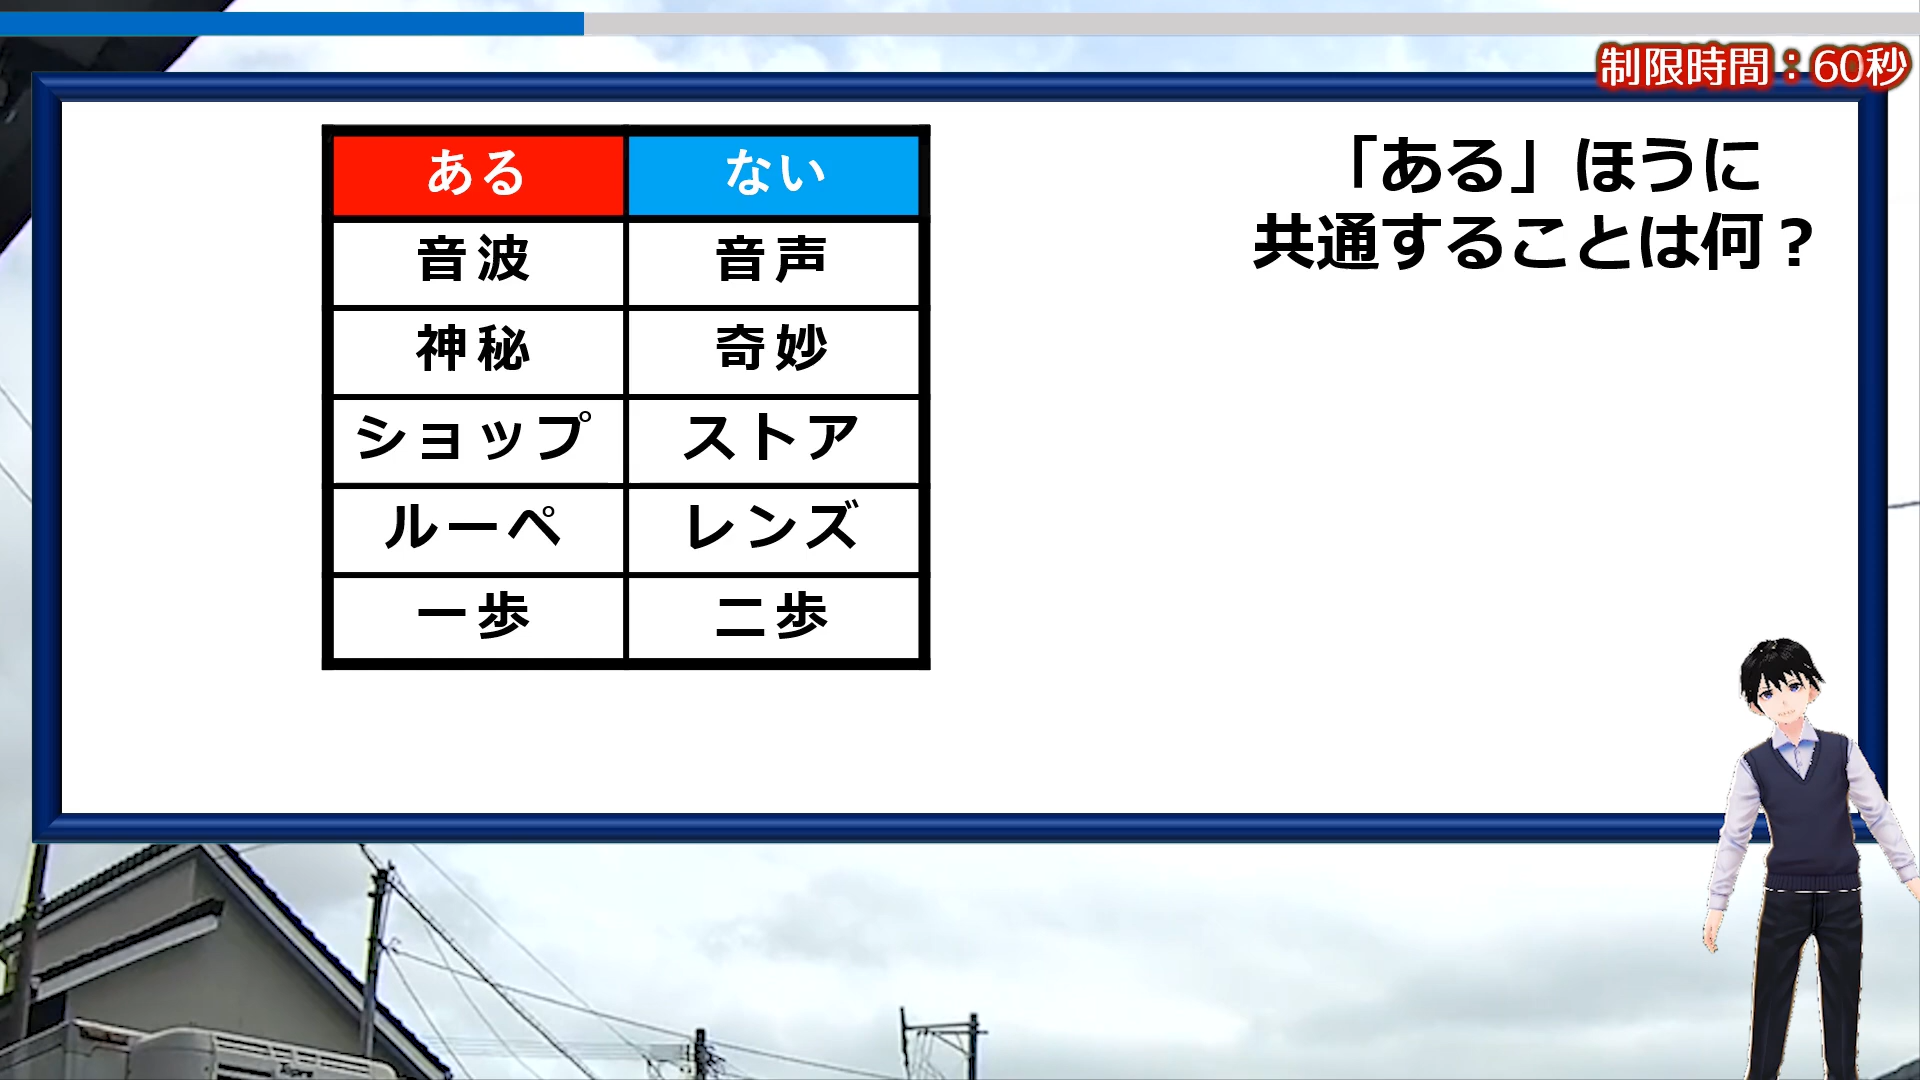 制限時間：60秒
「ある」ほうに
共通することは何？
ある ない
音波 音声
神秘 奇妙
ショップ ストア
ルーペ レンズ
一歩 二歩